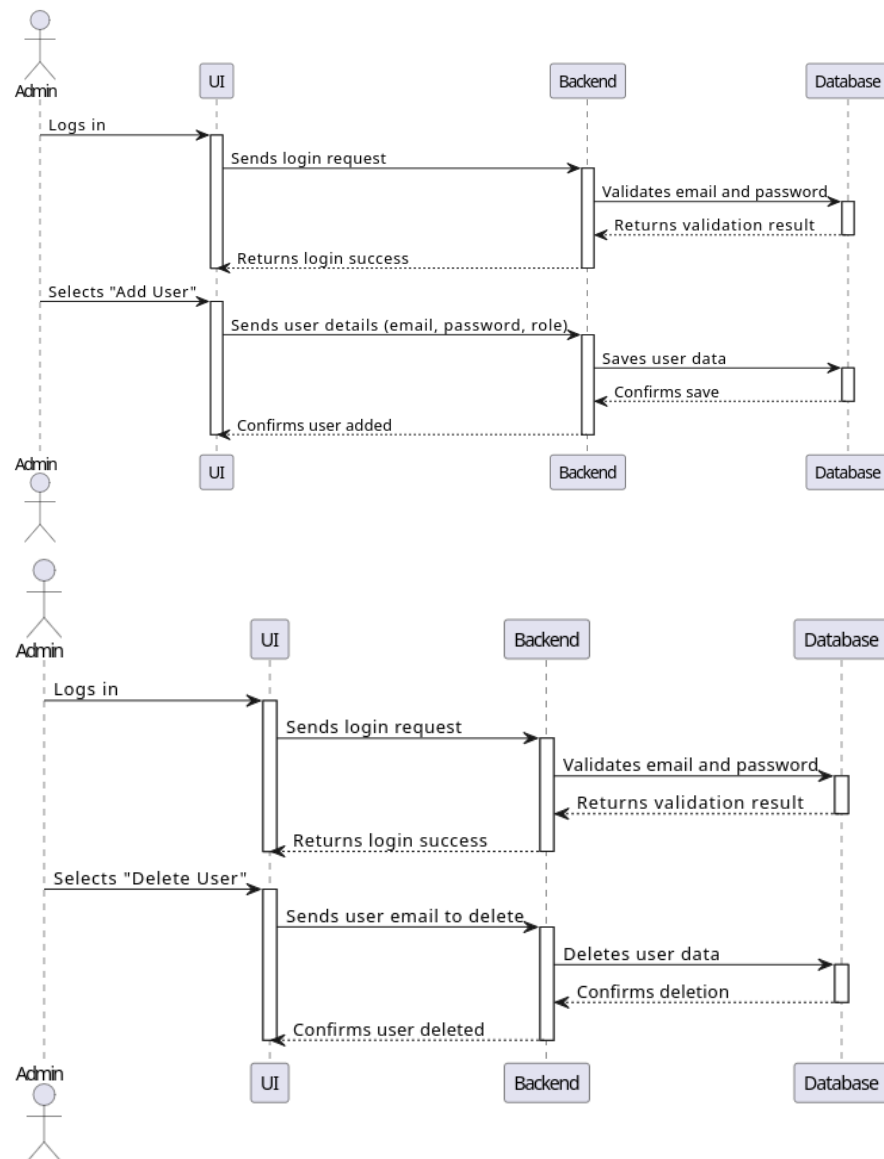 Admin
UI
Backend
Database
Logs in
Sends login request
Validates email and password
Returns validation result
Returns login success
Selects "Add User"
Sends user details (email, password, role)
Saves user data
Confirms save
Confirms user added
Admin
UI
Backend
Database
Admin
UI
Backend
Database
Logs in
Sends login request
Validates email and password
Returns validation result
Returns login success
Selects "Delete User"
Sends user email to delete
Deletes user data
Confirms deletion
Confirms user deleted
Admin
UI
Backend
Database